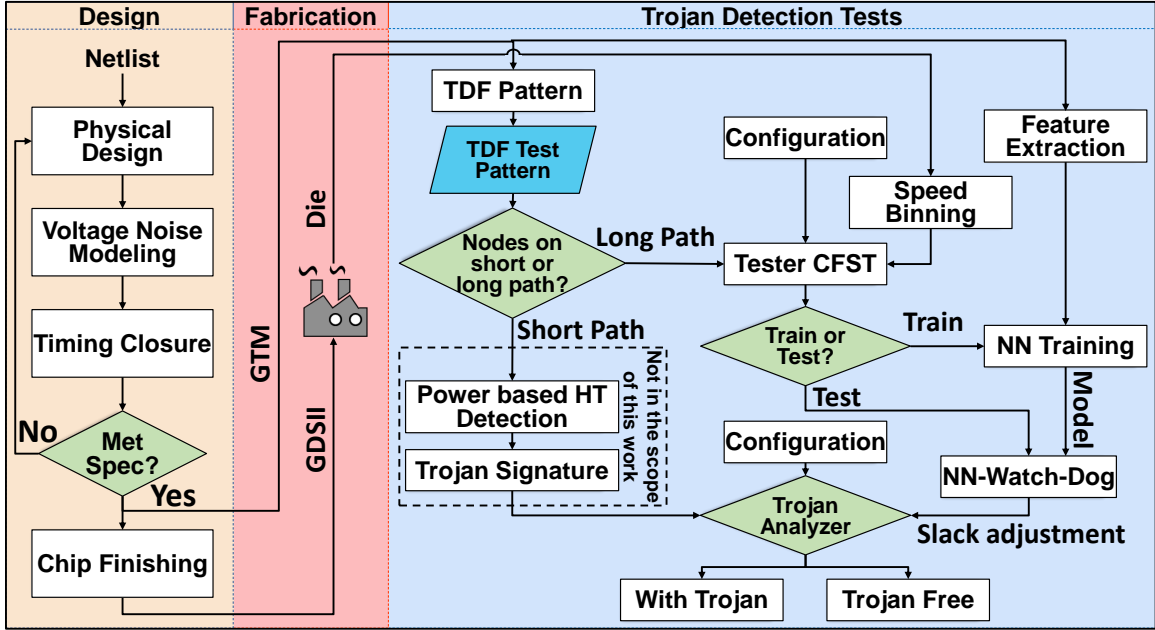 Design
Fabrication
Trojan Detection Tests
Netlist
Physical
Design
Voltage Noise
Modeling
Timing Closure
Met
Spec?
No
Yes
Chip Finishing
GTM
Die
GDSII
TDF Pattern
TDF Test
Pattern
Nodes on
short or
long path?
Long Path
Short Path
Power based HT
Detection
Trojan Signature
Not in the scope
of this work
Configuration
Speed
Binning
Feature
Extraction
Tester CFST
Train or
Test?
Train
Test
NN Training
Model
Configuration
NN-Watch-Dog
Trojan
Analyzer
Slack adjustment
With Trojan
Trojan Free